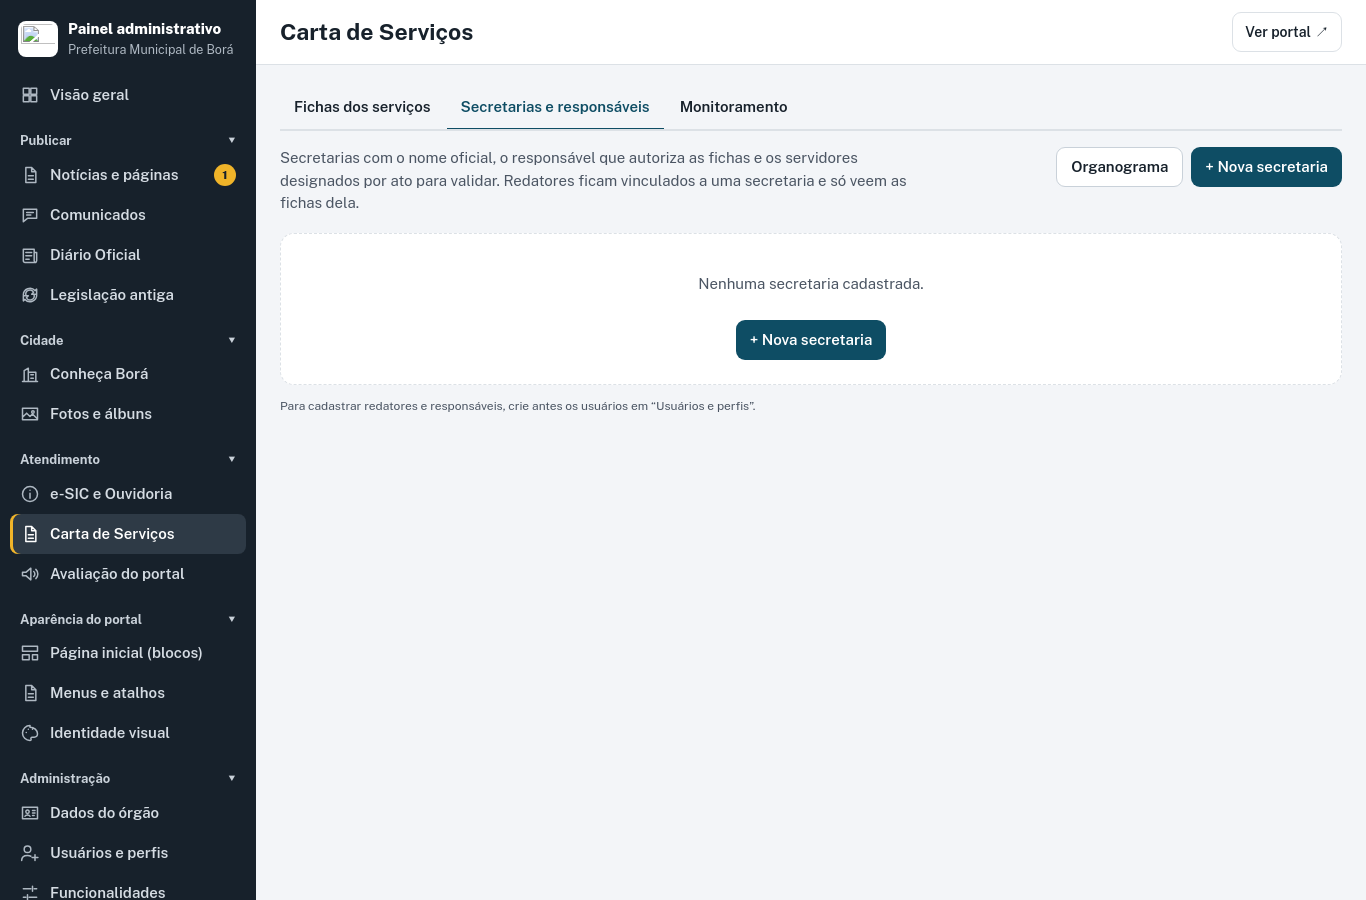 Painel administrativo
Prefeitura Municipal de Borá
Visão geral
Publicar
Notícias e páginas 1
Comunicados
Diário Oficial
Legislação antiga
Cidade
Conheça Borá
Fotos e álbuns
Atendimento
e-SIC e Ouvidoria
Carta de Serviços
Avaliação do portal
Aparência do portal
Página inicial (blocos)
Menus e atalhos
Identidade visual
Administração
Dados do órgão
Usuários e perfis
Funcionalidades
Carta de Serviços
Ver portal ↗
Fichas dos serviços
Secretarias e responsáveis
Monitoramento
Secretarias com o nome oficial, o responsável que autoriza as fichas e os servidores
designados por ato para validar. Redatores ficam vinculados a uma secretaria e só veem as
fichas dela.
Organograma
+ Nova secretaria
Nenhuma secretaria cadastrada.
+ Nova secretaria
Para cadastrar redatores e responsáveis, crie antes os usuários em “Usuários e perfis”.